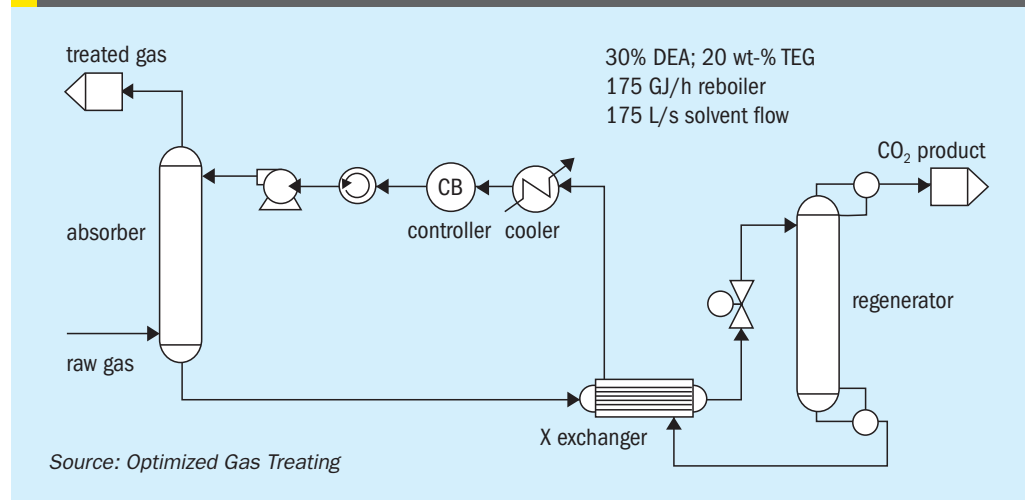 treated gas
30% DEA; 20 wt-% TEG
175 GJ/h reboiler
175 L/s solvent flow
CO₂ product
CB
absorber
controller
cooler
regenerator
raw gas
X exchanger
Source: Optimized Gas Treating